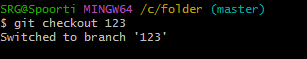 SRG@Spoorti MINGW64 /c/folder (master)
$ git checkout 123
Switched to branch '123'